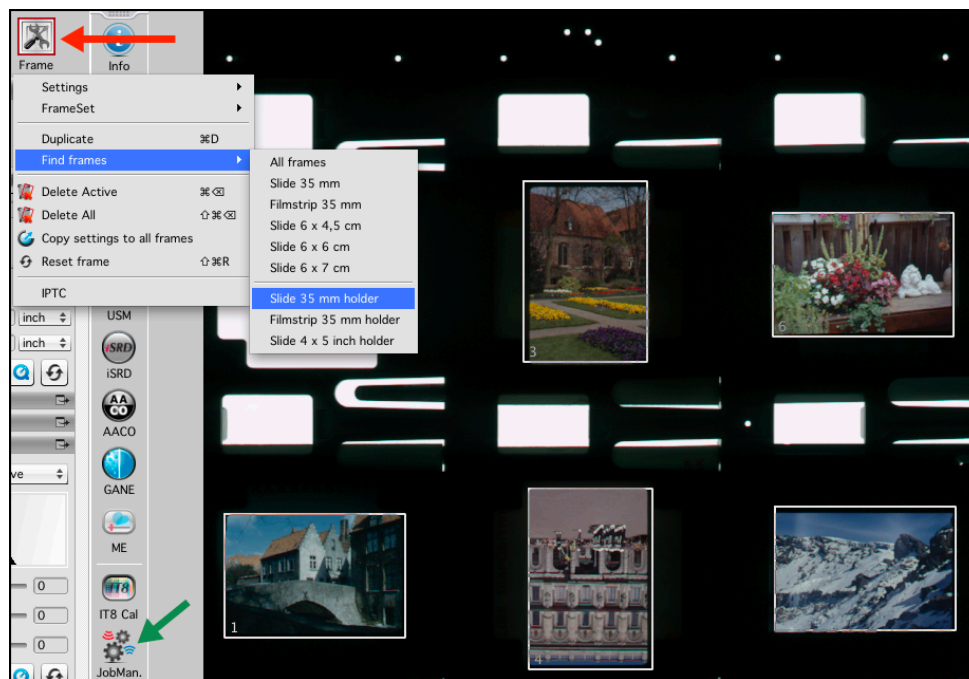 Frame
Info
Settings
FrameSet
Duplicate ⌘D
Find frames
Delete Active ⌘⌫
Delete All ⇧⌘⌫
Copy settings to all frames
Reset frame ⇧⌘R
IPTC
All frames
Slide 35 mm
Filmstrip 35 mm
Slide 6 x 4,5 cm
Slide 6 x 6 cm
Slide 6 x 7 cm
Slide 35 mm holder
Filmstrip 35 mm holder
Slide 4 x 5 inch holder
inch
USM
inch
iSRD
iSRD
AA
CO
AACO
ve
GANE
ME
0
IT8
IT8 Cal
0
0
JobMan.
3
6
1
4